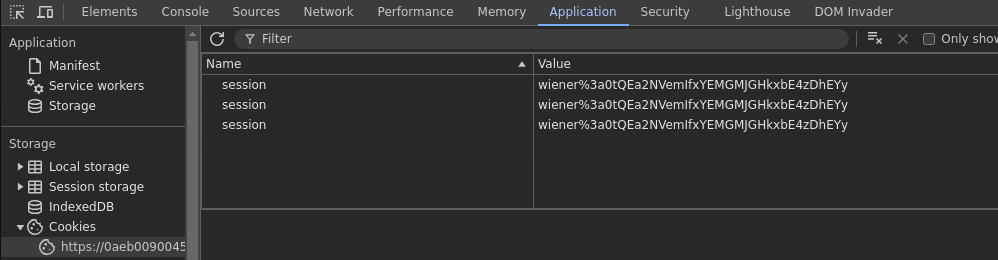 Elements Console Sources Network Performance Memory Application Security Lighthouse DOM Invader
Application
Manifest
Service workers
Storage
Storage
Local storage
Session storage
IndexedDB
Cookies
https://0aeb0090045
Filter
Only show
Name Value
session wiener%3a0tQEa2NVemIfxYEMGMJGHkxbE4zDhEYy
session wiener%3a0tQEa2NVemIfxYEMGMJGHkxbE4zDhEYy
session wiener%3a0tQEa2NVemIfxYEMGMJGHkxbE4zDhEYy